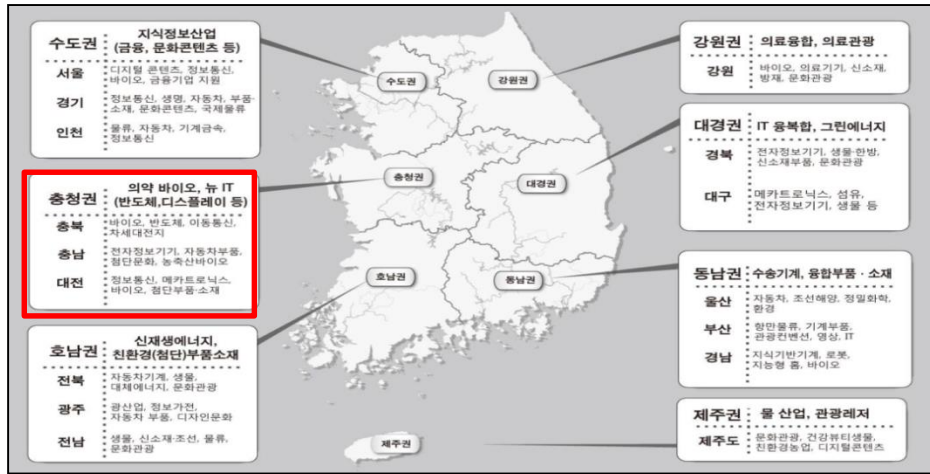 수도권
지식정보산업
(금융, 문화콘텐츠 등)
서울
디지털 콘텐츠, 정보통신,
바이오, 금융기업 지원
경기
정보통신, 생명, 자동차, 부품·
소재, 문화콘텐츠, 국제물류
인천
물류, 자동차, 기계금속,
정보통신
충청권
의약 바이오, 뉴 IT
(반도체,디스플레이 등)
충북
바이오, 반도체, 이동통신,
차세대전지
충남
전자정보기기, 자동차부품,
첨단문화, 농축산바이오
대전
정보통신, 메카트로닉스,
바이오, 첨단부품·소재
호남권
신재생에너지,
친환경(첨단)부품소재
전북
자동차기계, 생물,
대체에너지, 문화관광
광주
광산업, 정보가전,
자동차 부품, 디자인문화
전남
생물, 신소재·조선, 물류,
문화관광
수도권
강원권
충청권
대경권
호남권
동남권
제주권
강원권
의료융합, 의료관광
강원
바이오, 의료기기, 신소재,
방재, 문화관광
대경권
IT 융복합, 그린에너지
경북
전자정보기기, 생물·한방,
신소재부품, 문화관광
대구
메카트로닉스, 섬유,
전자정보기기, 생물 등
동남권
수송기계, 융합부품·소재
울산
자동차, 조선해양, 정밀화학,
환경
부산
항만물류, 기계부품,
관광컨벤션, 영상, IT
경남
지식기반기계, 로봇,
지능형 홈, 바이오
제주권
물 산업, 관광레저
제주도
문화관광, 건강뷰티생물,
친환경농업, 디지털콘텐츠